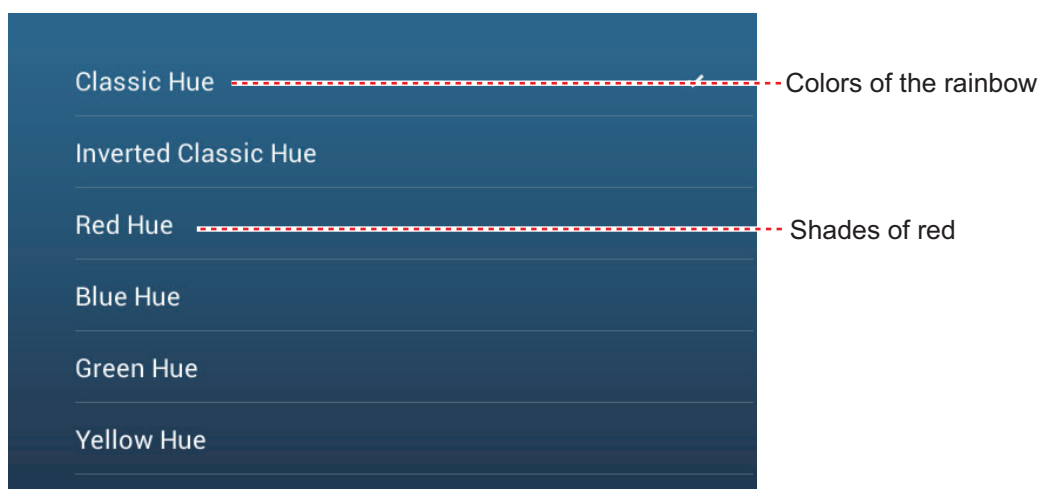 Classic Hue
Colors of the rainbow
Inverted Classic Hue
Red Hue
Shades of red
Blue Hue
Green Hue
Yellow Hue